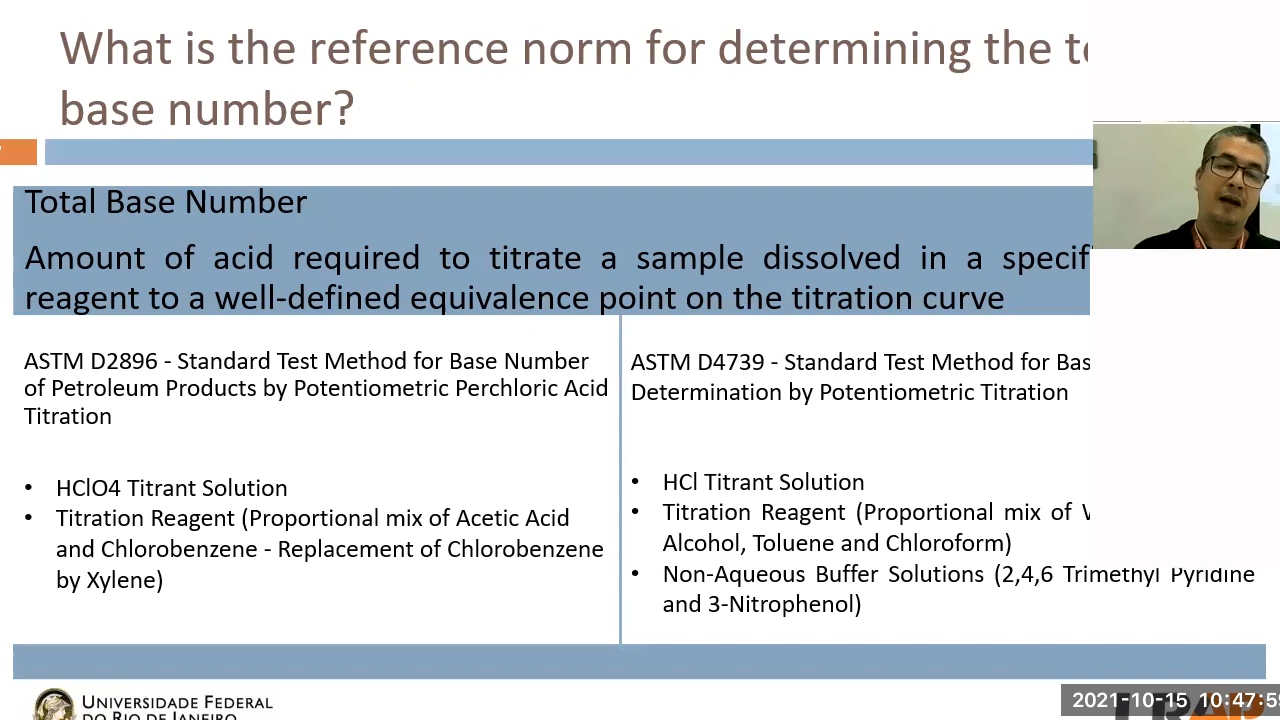 What is the reference norm for determining the
base number?
Total Base Number
Amount of acid required to titrate a sample dissolved in a
reagent to a well-defined equivalence point on the titration curve
ASTM D2896 - Standard Test Method for Base Number
of Petroleum Products by Potentiometric Perchloric Acid
Titration
• HClO4 Titrant Solution
• Titration Reagent (Proportional mix of Acetic Acid
and Chlorobenzene - Replacement of Chlorobenzene
by Xylene)
ASTM D4739 - Standard Test Method for
Determination by Potentiometric Titration
• HCl Titrant Solution
• Titration Reagent (Proportional mix of
Alcohol, Toluene and Chloroform)
• Non-Aqueous Buffer Solutions (2,4,6 Trimethyl Pyridine
and 3-Nitrophenol)
UNIVERSIDADE FEDERAL
DO RIO DE JANEIRO
2021-10-15 10:47:59